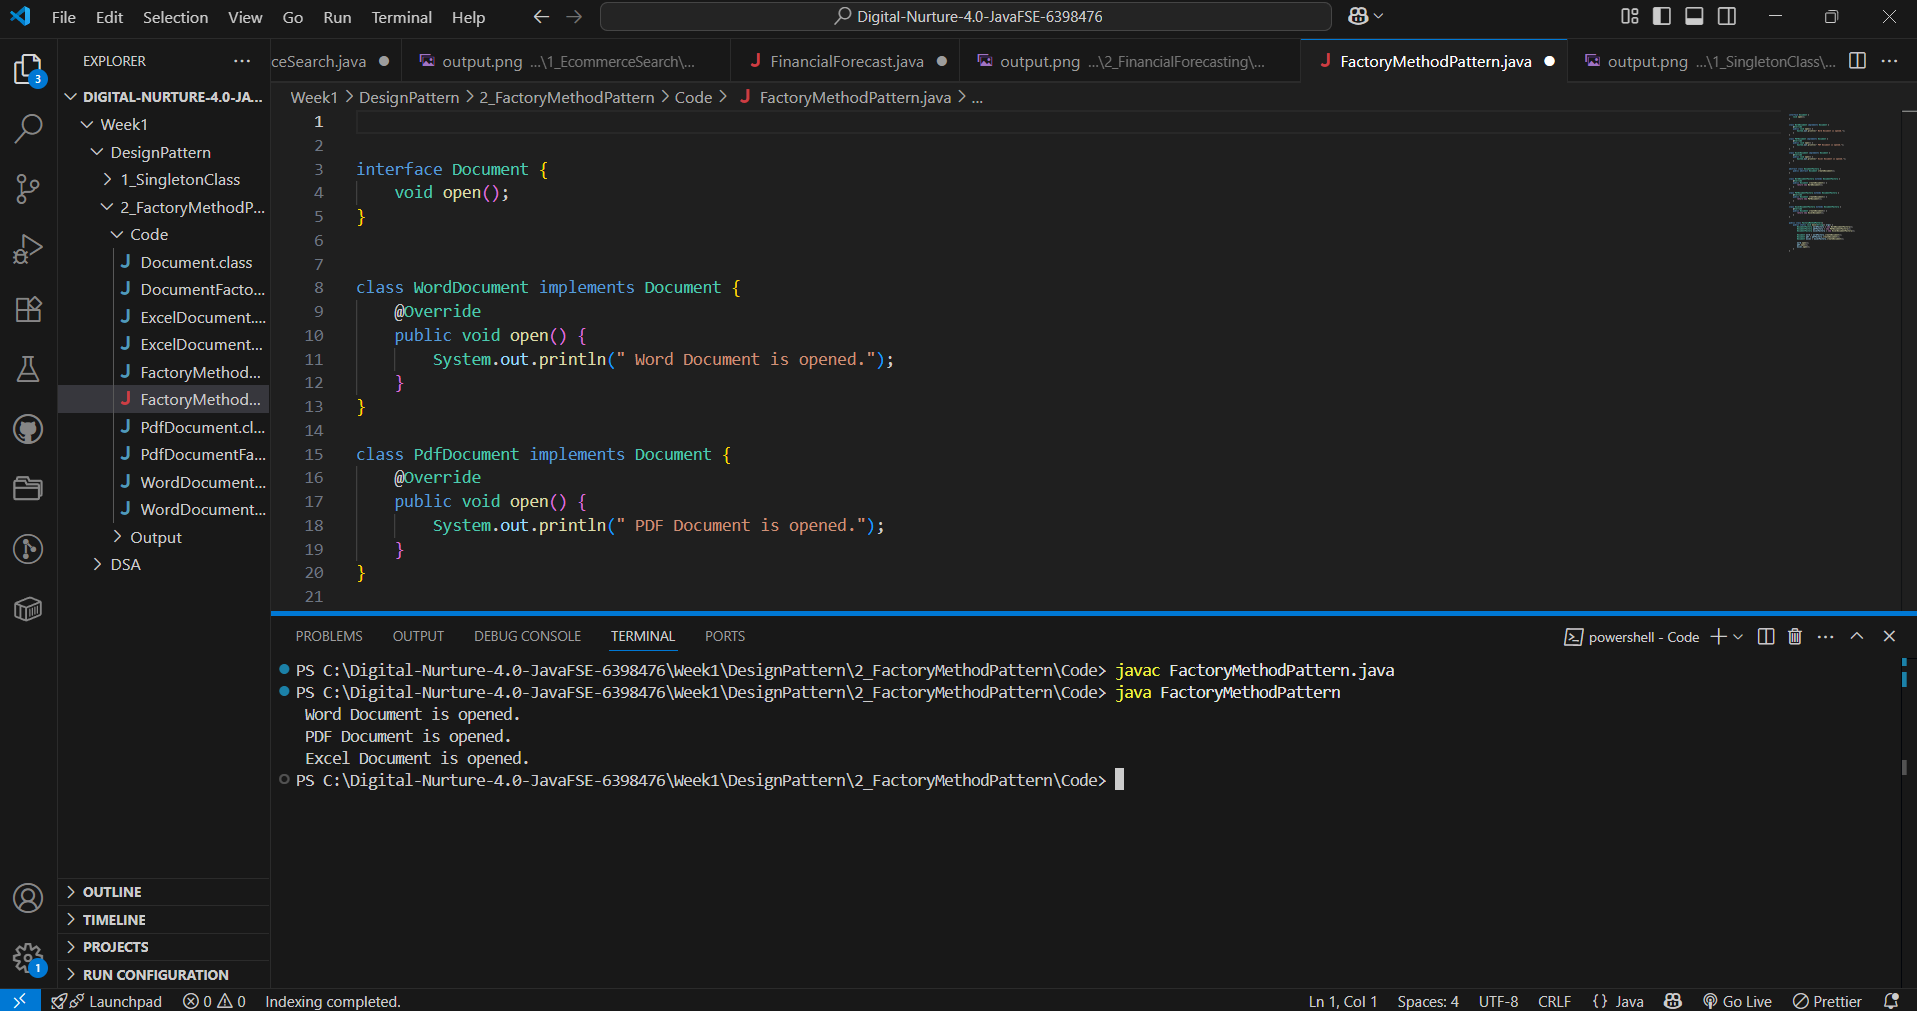 File Edit Selection View Go Run Terminal Help
Digital-Nurture-4.0-JavaFSE-6398476
EXPLORER
3
DIGITAL-NURTURE-4.0-JA...
Week1
DesignPattern
1_SingletonClass
2_FactoryMethodP...
Code
Document.class
DocumentFacto...
ExcelDocument....
ExcelDocument...
FactoryMethod...
FactoryMethod...
PdfDocument.cl...
PdfDocumentFa...
WordDocument...
WordDocument...
Output
DSA
OUTLINE
TIMELINE
PROJECTS
RUN CONFIGURATION
1
ceSearch.java output.png ...\1_EcommerceSearch\... FinancialForecast.java output.png ...\2_FinancialForecasting\... FactoryMethodPattern.java output.png ...\1_SingletonClass\...
Week1 > DesignPattern > 2_FactoryMethodPattern > Code > FactoryMethodPattern.java > ...
1
2
3 interface Document {
4 void open();
5 }
6
7
8 class WordDocument implements Document {
9 @Override
10 public void open() {
11 System.out.println(" Word Document is opened.");
12 }
13 }
14
15 class PdfDocument implements Document {
16 @Override
17 public void open() {
18 System.out.println(" PDF Document is opened.");
19 }
20 }
21
PROBLEMS OUTPUT DEBUG CONSOLE TERMINAL PORTS
powershell - Code
PS C:\Digital-Nurture-4.0-JavaFSE-6398476\Week1\DesignPattern\2_FactoryMethodPattern\Code> javac FactoryMethodPattern.java
PS C:\Digital-Nurture-4.0-JavaFSE-6398476\Week1\DesignPattern\2_FactoryMethodPattern\Code> java FactoryMethodPattern
Word Document is opened.
PDF Document is opened.
Excel Document is opened.
PS C:\Digital-Nurture-4.0-JavaFSE-6398476\Week1\DesignPattern\2_FactoryMethodPattern\Code>
Launchpad 0 0 Indexing completed.
Ln 1, Col 1 Spaces: 4 UTF-8 CRLF {} Java Go Live Prettier